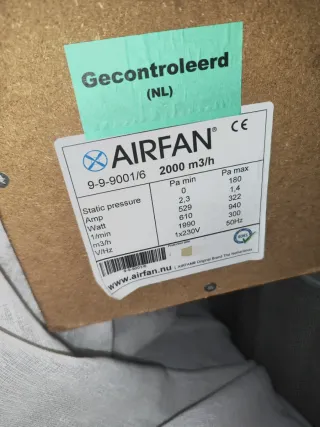 Gecontroleerd
(NL)
AIRFAN® CE
9-9-9001/6 2000 m3/h
Pa min Pa max
Static pressure 0 180
Amp 2,3 1,4
Watt 529 322
1/min 610 940
m3/h 1990 300
V/Hz 1x230V 50Hz
www.airfan.nu